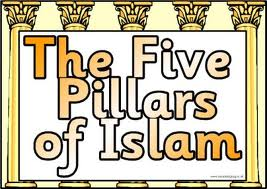 The Five
Pillars
of Islam